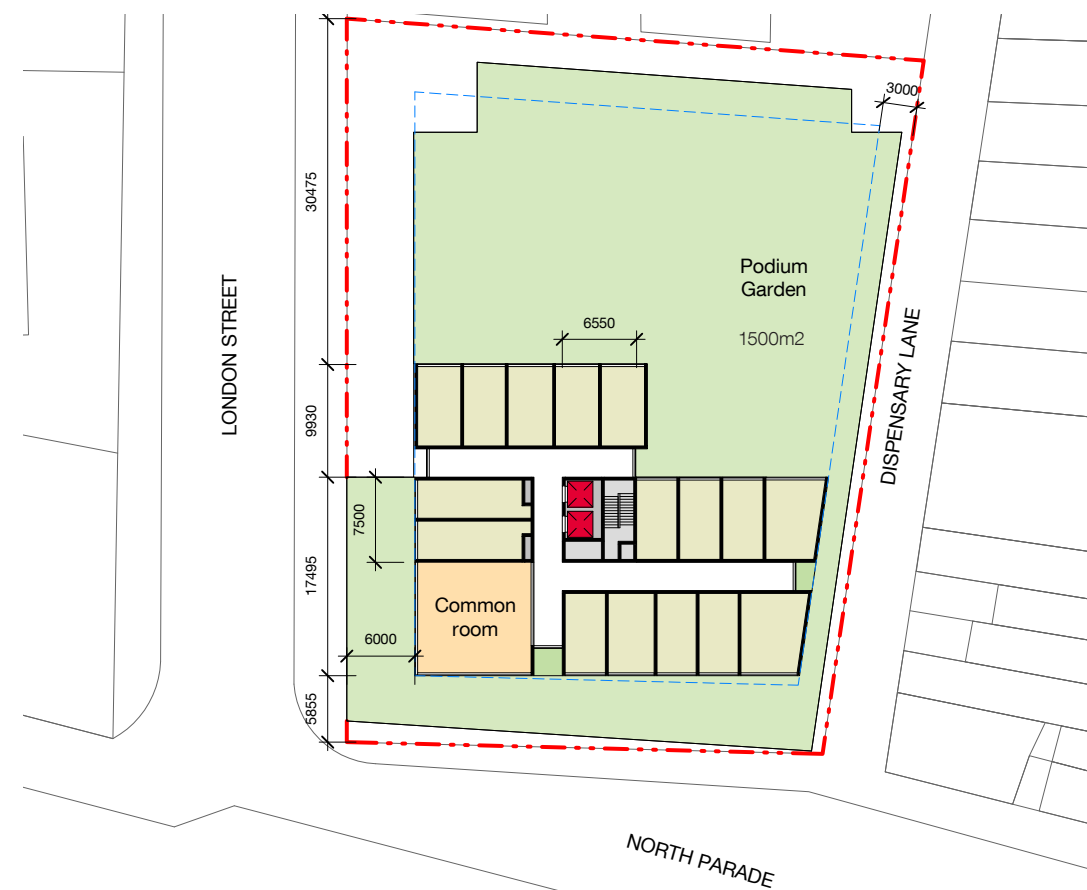 3000
30475
Podium
Garden
1500m2
LONDON STREET
6550
DISPENSARY LANE
9930
7500
17495
Common
room
6000
5855
NORTH PARADE